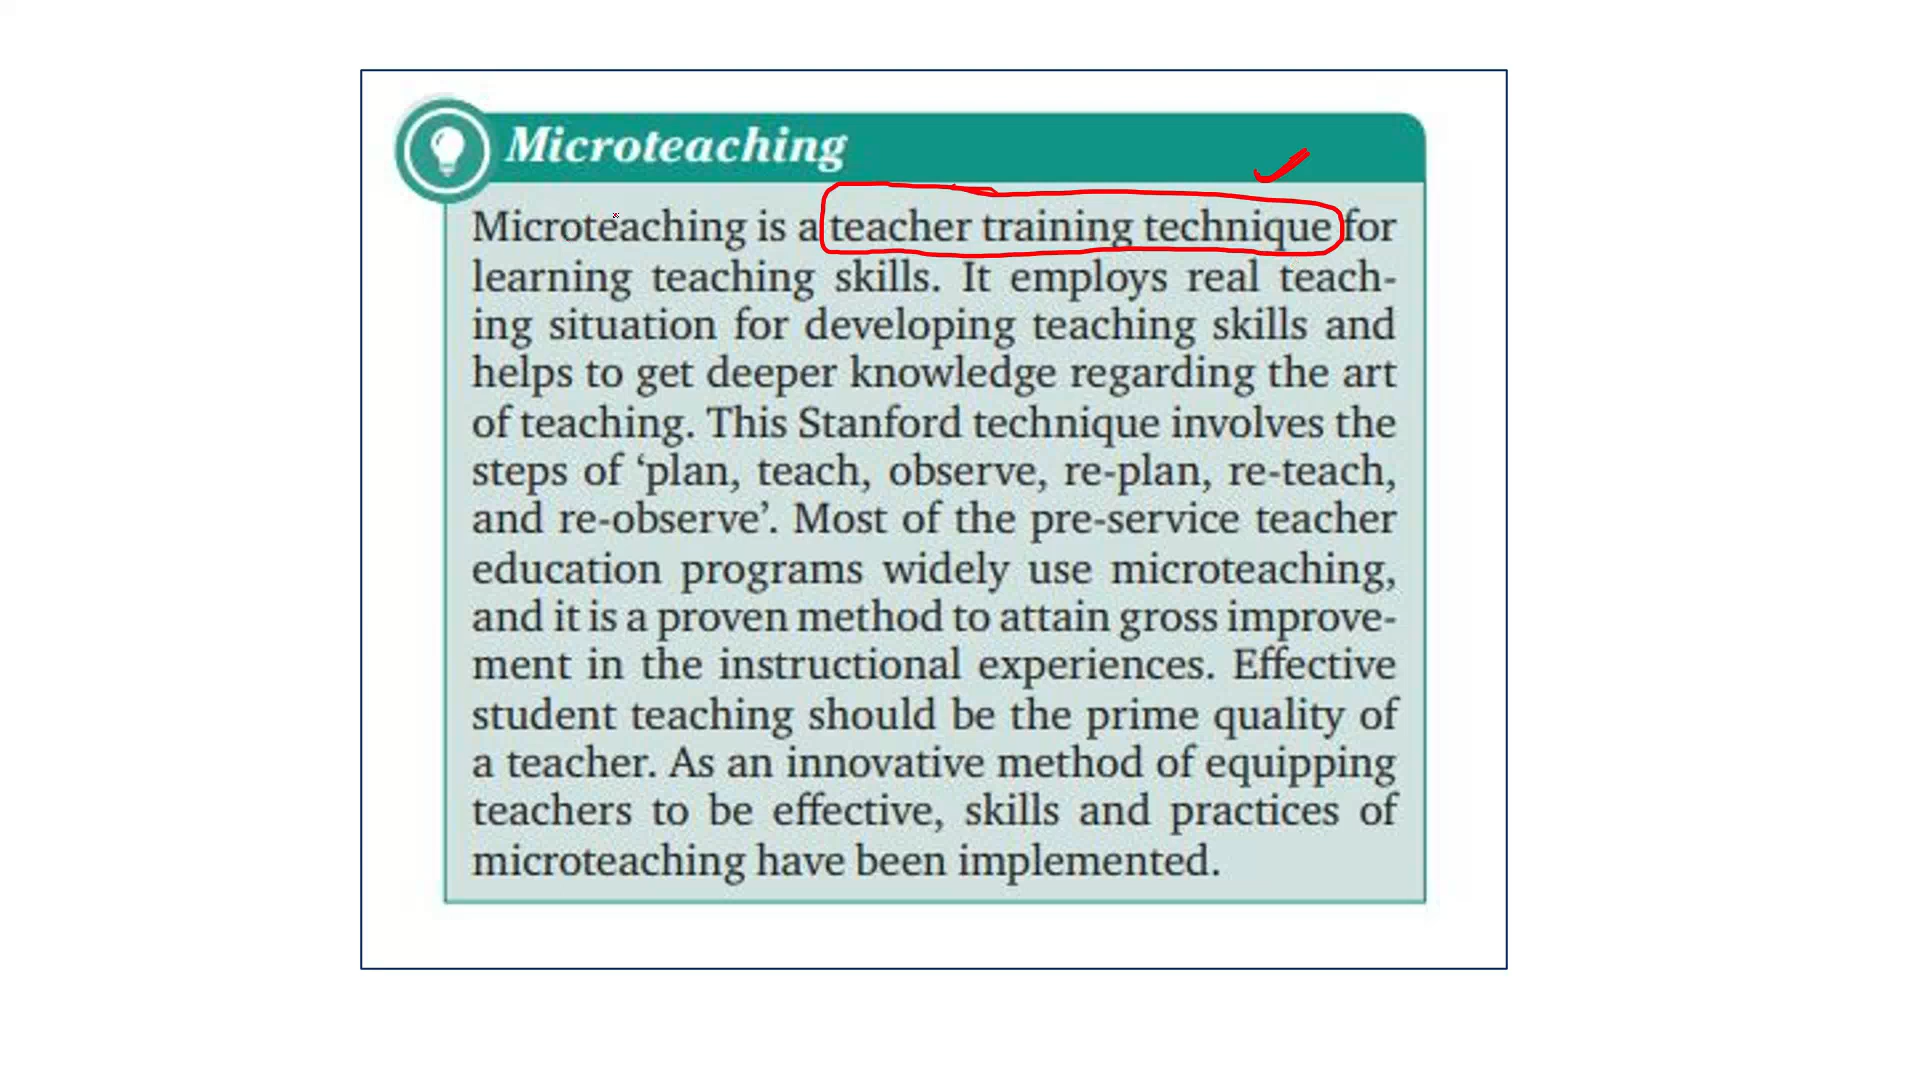 Microteaching
Microteaching is a teacher training technique for
learning teaching skills. It employs real teach-
ing situation for developing teaching skills and
helps to get deeper knowledge regarding the art
of teaching. This Stanford technique involves the
steps of ‘plan, teach, observe, re-plan, re-teach,
and re-observe’. Most of the pre-service teacher
education programs widely use microteaching,
and it is a proven method to attain gross improve-
ment in the instructional experiences. Effective
student teaching should be the prime quality of
a teacher. As an innovative method of equipping
teachers to be effective, skills and practices of
microteaching have been implemented.